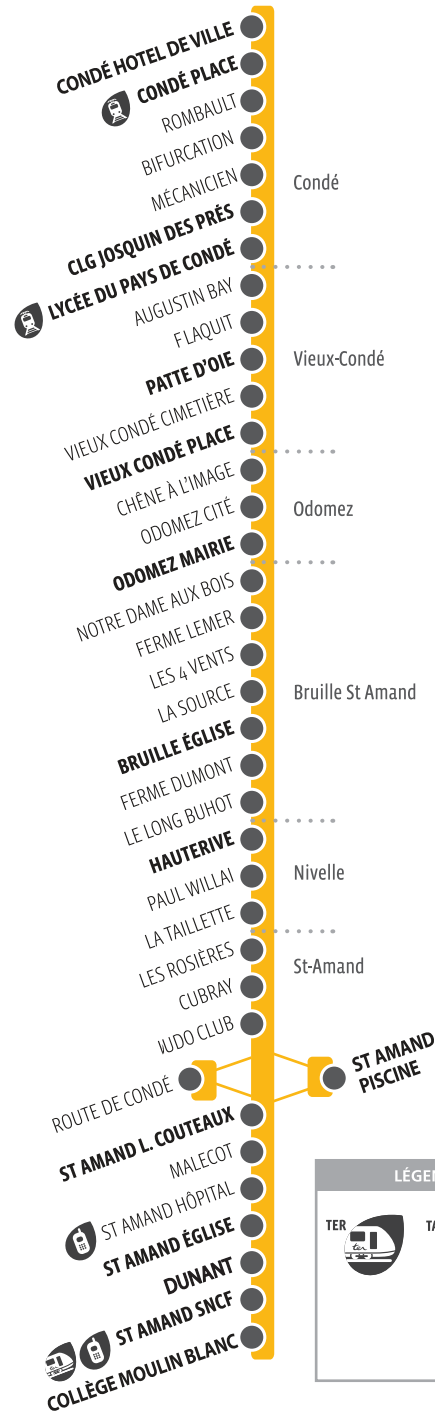 CONDÉ HOTEL DE VILLE
CONDÉ PLACE
ROMBAULT
BIFURCATION
MÉCANICIEN
Condé
CLG JOSQUIN DES PRÉS
LYCÉE DU PAYS DE CONDÉ
AUGUSTIN BAY
FLAQUIT
PATTE D'OIE
Vieux-Condé
VIEUX CONDÉ CIMETIÈRE
VIEUX CONDÉ PLACE
CHÊNE À L'IMAGE
ODOMEZ CITÉ
Odomez
ODOMEZ MAIRIE
NOTRE DAME AUX BOIS
FERME LEMER
LES 4 VENTS
LA SOURCE
Bruille St Amand
BRUILLE ÉGLISE
FERME DUMONT
LE LONG BUHOT
HAUTERIVE
PAUL WILLAI
Nivelle
LA TAILLETTE
LES ROSIÈRES
St-Amand
CUBRAY
JUDO CLUB
ROUTE DE CONDÉ
ST AMAND
PISCINE
ST AMAND L. COUTEAUX
MALECOT
ST AMAND HÔPITAL
ST AMAND ÉGLISE
DUNANT
ST AMAND SNCF
COLLÈGE MOULIN BLANC
LÉGEN
TER
ter
TA